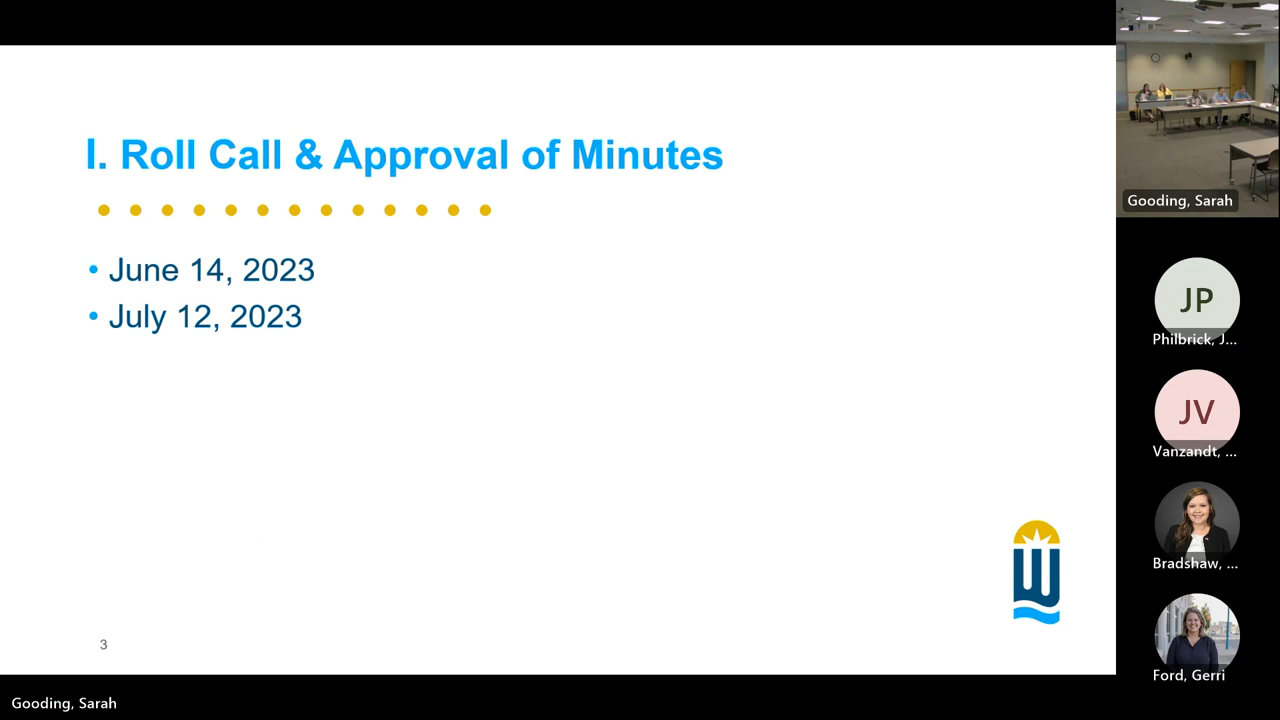 I. Roll Call & Approval of Minutes
• June 14, 2023
• July 12, 2023
3
Gooding, Sarah
Gooding, Sarah
JP
Philbrick, J...
JV
Vanzandt, ...
Bradshaw, ...
Ford, Gerri